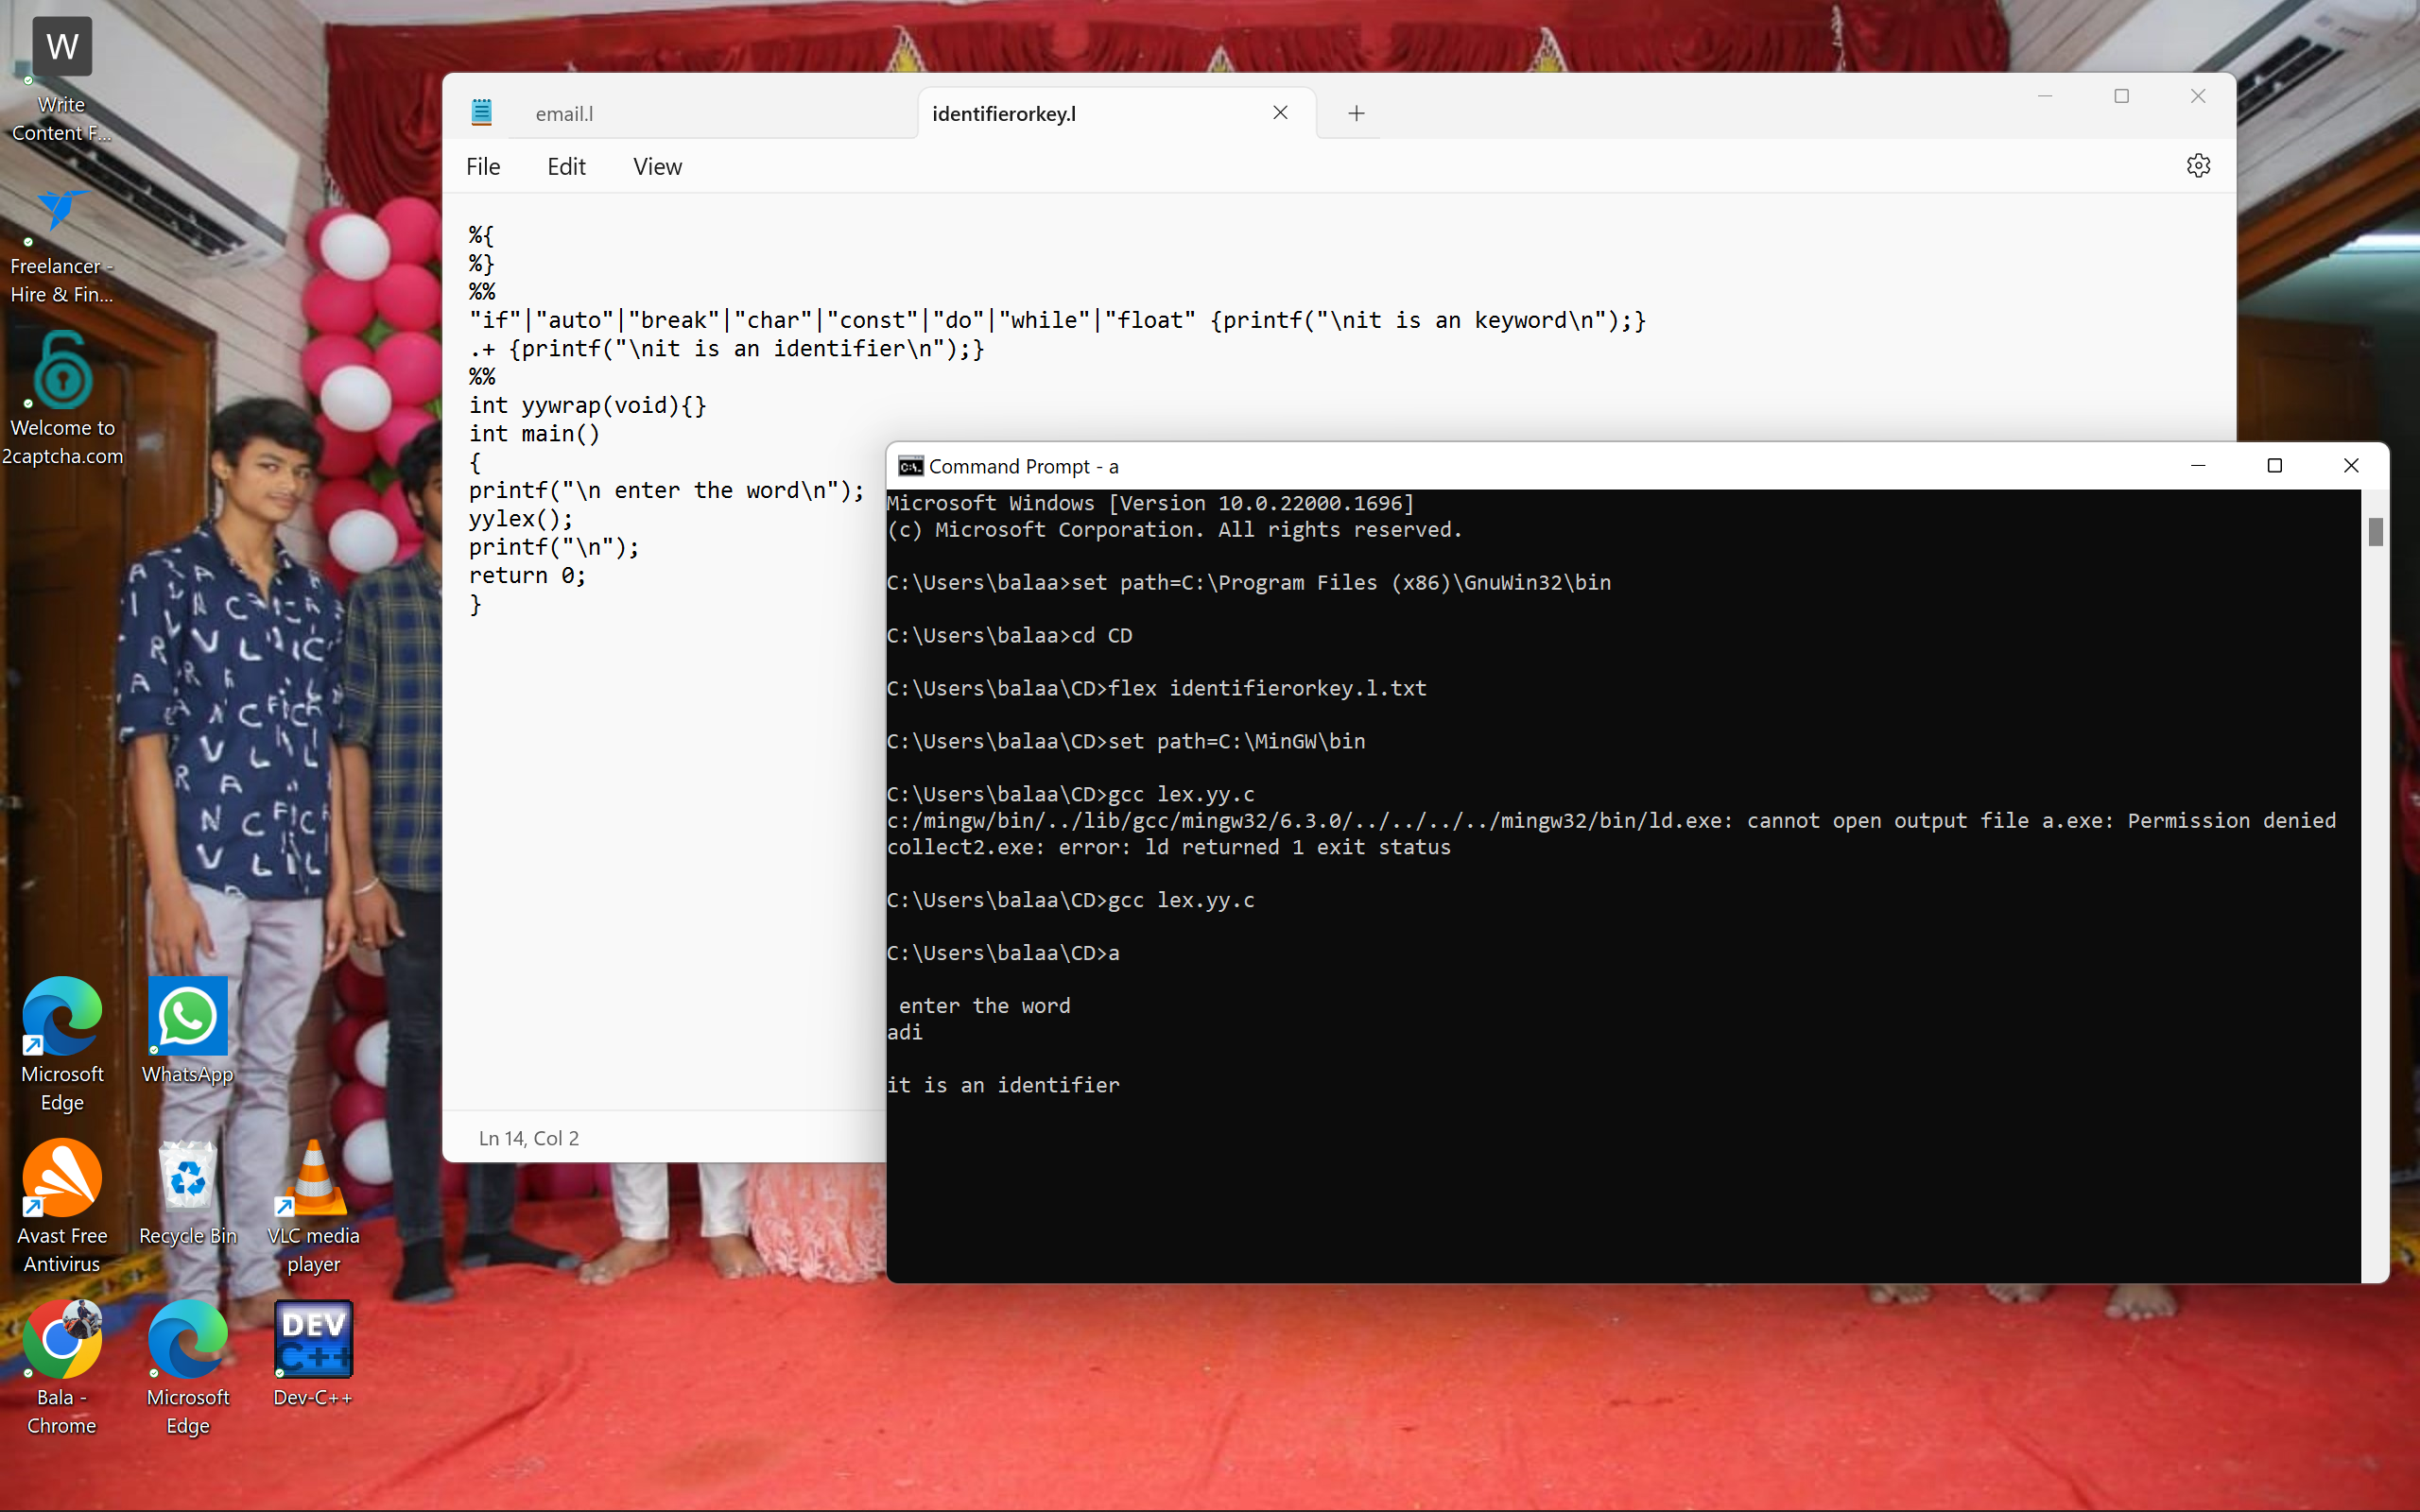 W
Write
Content F...
Freelancer -
Hire & Fin...
Welcome to
2captcha.com
Microsoft
Edge
WhatsApp
Avast Free
Antivirus
Recycle Bin
VLC media
player
Bala -
Chrome
Microsoft
Edge
DEV
C++
Dev-C++
email.l
identifierorkey.l
File Edit View
%{
%}
%%
"if"|"auto"|"break"|"char"|"const"|"do"|"while"|"float" {printf("\nit is an keyword\n");}
.+ {printf("\nit is an identifier\n");}
%%
int yywrap(void){}
int main()
{
printf("\n enter the word\n");
yylex();
printf("\n");
return 0;
}
Ln 14, Col 2
C:\.
Command Prompt - a
Microsoft Windows [Version 10.0.22000.1696]
(c) Microsoft Corporation. All rights reserved.
C:\Users\balaa>set path=C:\Program Files (x86)\GnuWin32\bin
C:\Users\balaa>cd CD
C:\Users\balaa\CD>flex identifierorkey.l.txt
C:\Users\balaa\CD>set path=C:\MinGW\bin
C:\Users\balaa\CD>gcc lex.yy.c
c:/mingw/bin/../lib/gcc/mingw32/6.3.0/../../../../mingw32/bin/ld.exe: cannot open output file a.exe: Permission denied
collect2.exe: error: ld returned 1 exit status
C:\Users\balaa\CD>gcc lex.yy.c
C:\Users\balaa\CD>a
enter the word
adi
it is an identifier